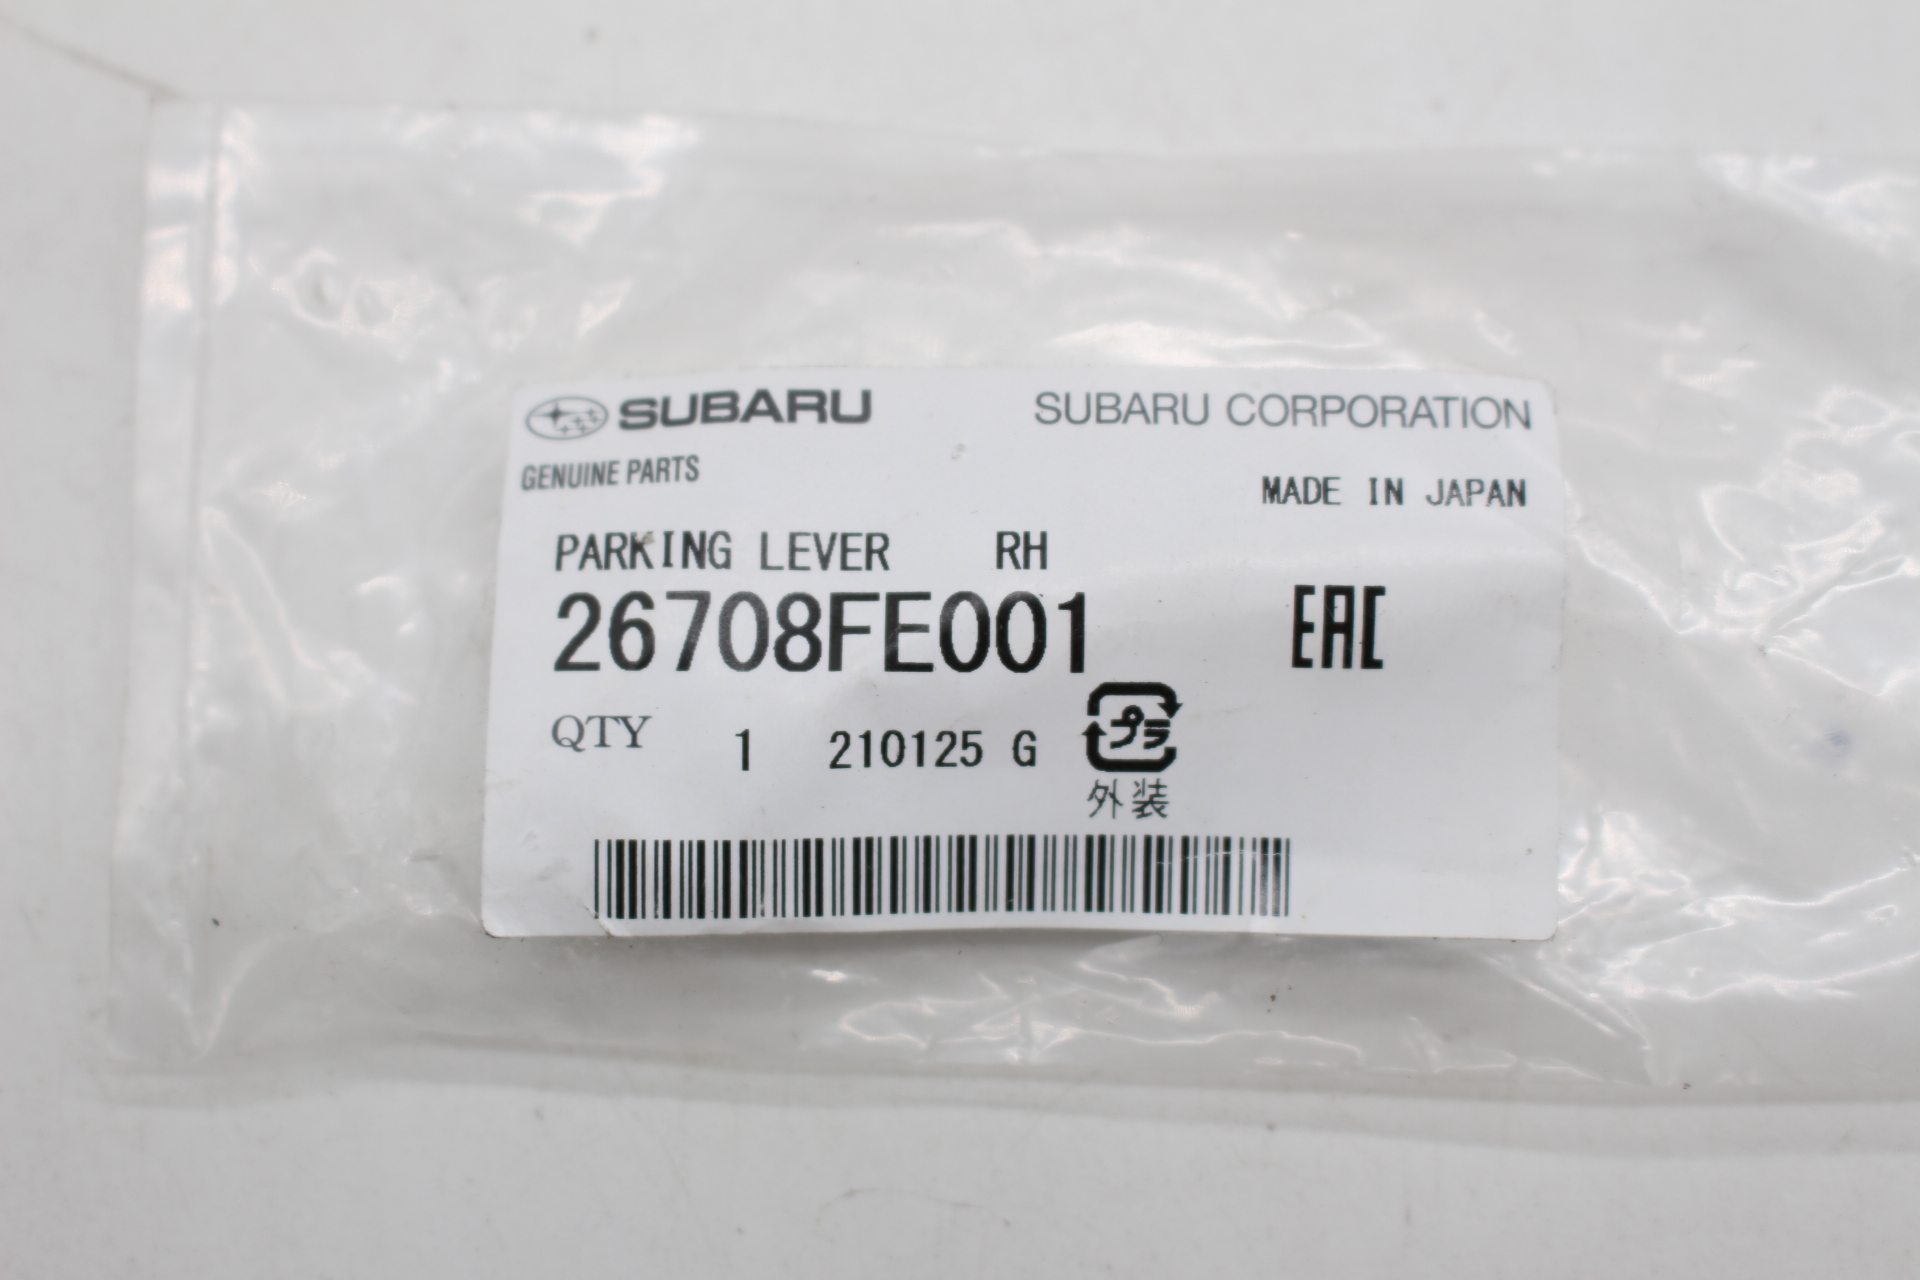 SUBARU SUBARU CORPORATION
GENUINE PARTS
MADE IN JAPAN
PARKING LEVER RH
26708FE001
EAC
QTY 1 210125 G
プラ
外装